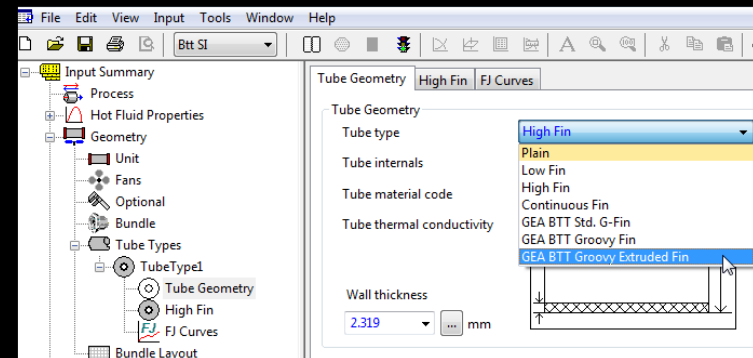 File Edit View Input Tools Window Help
Btt SI
A
Input Summary
Process
Hot Fluid Properties
Geometry
Unit
Fans
Optional
Bundle
Tube Types
TubeType1
Tube Geometry
High Fin
FJ FJ Curves
Bundle Layout
Tube Geometry High Fin FJ Curves
Tube Geometry
Tube type High Fin
Plain
Low Fin
High Fin
Continuous Fin
GEA BTT Std. G-Fin
GEA BTT Groovy Fin
GEA BTT Groovy Extruded Fin
Tube internals
Tube material code
Tube thermal conductivity
Wall thickness
2.319 ... mm